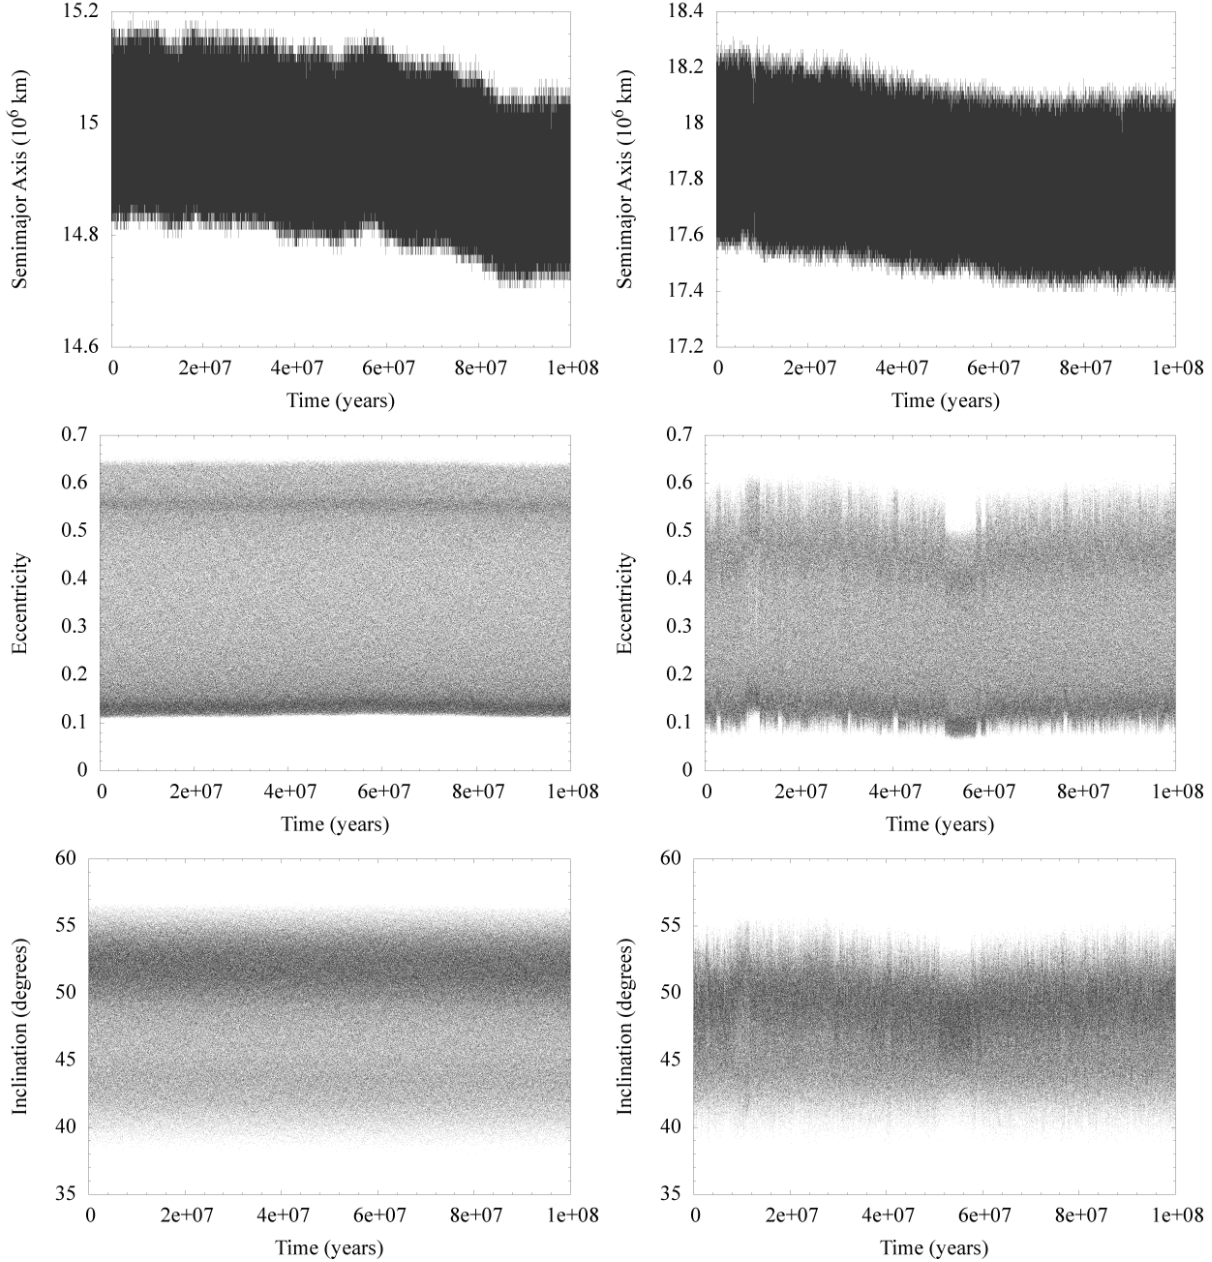 15.2
15
14.8
14.6
Semimajor Axis (10^6 km)
0 2e+07 4e+07 6e+07 8e+07 1e+08
Time (years)
18.4
18.2
18
17.8
17.6
17.4
17.2
Semimajor Axis (10^6 km)
0 2e+07 4e+07 6e+07 8e+07 1e+08
Time (years)
0.7
0.6
0.5
0.4
0.3
0.2
0.1
0
Eccentricity
0 2e+07 4e+07 6e+07 8e+07 1e+08
Time (years)
0.7
0.6
0.5
0.4
0.3
0.2
0.1
0
Eccentricity
0 2e+07 4e+07 6e+07 8e+07 1e+08
Time (years)
60
55
50
45
40
35
Inclination (degrees)
0 2e+07 4e+07 6e+07 8e+07 1e+08
Time (years)
60
55
50
45
40
35
Inclination (degrees)
0 2e+07 4e+07 6e+07 8e+07 1e+08
Time (years)